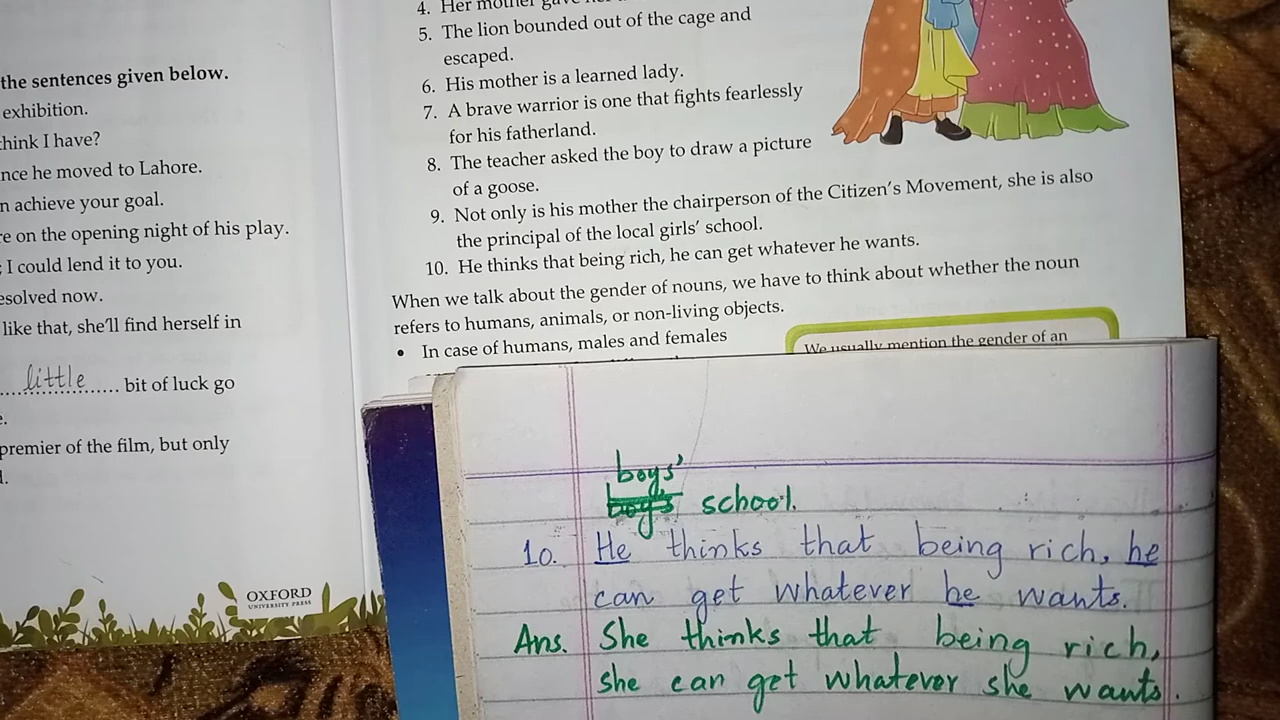 the sentences given below.
exhibition.
think I have?
nce he moved to Lahore.
n achieve your goal.
re on the opening night of his play.
; I could lend it to you.
esolved now.
like that, she'll find herself in
little bit of luck go
e.
premier of the film, but only
d.
OXFORD
UNIVERSITY PRESS
4. Her mother gave
5. The lion bounded out of the cage and
escaped.
6. His mother is a learned lady.
7. A brave warrior is one that fights fearlessly
for his fatherland.
8. The teacher asked the boy to draw a picture
of a goose.
9. Not only is his mother the chairperson of the Citizen's Movement, she is also
the principal of the local girls' school.
10. He thinks that being rich, he can get whatever he wants.
When we talk about the gender of nouns, we have to think about whether the noun
refers to humans, animals, or non-living objects.
• In case of humans, males and females
We usually mention the gender of an
boys'
boys school.
10. He thinks that being rich, he
can get whatever he wants.
Ans. She thinks that being rich,
she can get whatever she wants.